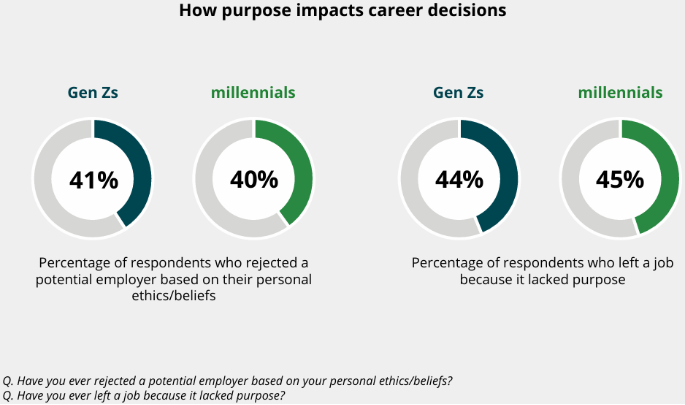 How purpose impacts career decisions
Gen Zs
millennials
Gen Zs
millennials
41%
40%
44%
45%
Percentage of respondents who rejected a
potential employer based on their personal
ethics/beliefs
Percentage of respondents who left a job
because it lacked purpose
Q. Have you ever rejected a potential employer based on your personal ethics/beliefs?
Q. Have you ever left a job because it lacked purpose?